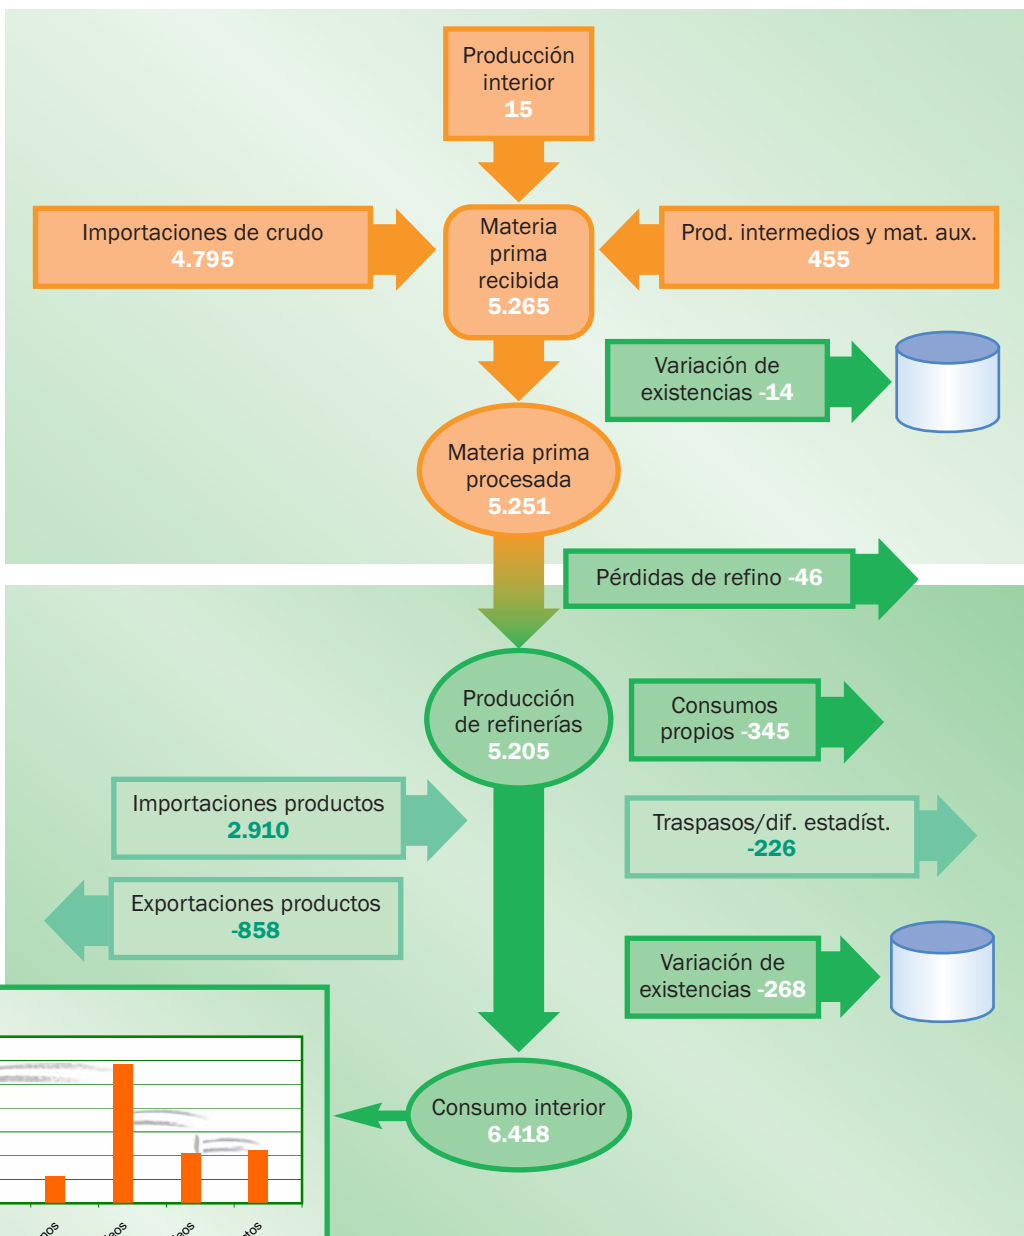 Producción
interior
15
Importaciones de crudo
4.795
Materia
prima
recibida
5.265
Prod. intermedios y mat. aux.
455
Variación de
existencias -14
Materia prima
procesada
5.251
Pérdidas de refino -46
Producción
de refinerías
5.205
Consumos
propios -345
Importaciones productos
2.910
Traspasos/dif. estadíst.
-226
Exportaciones productos
-858
Variación de
existencias -268
Consumo interior
6.418